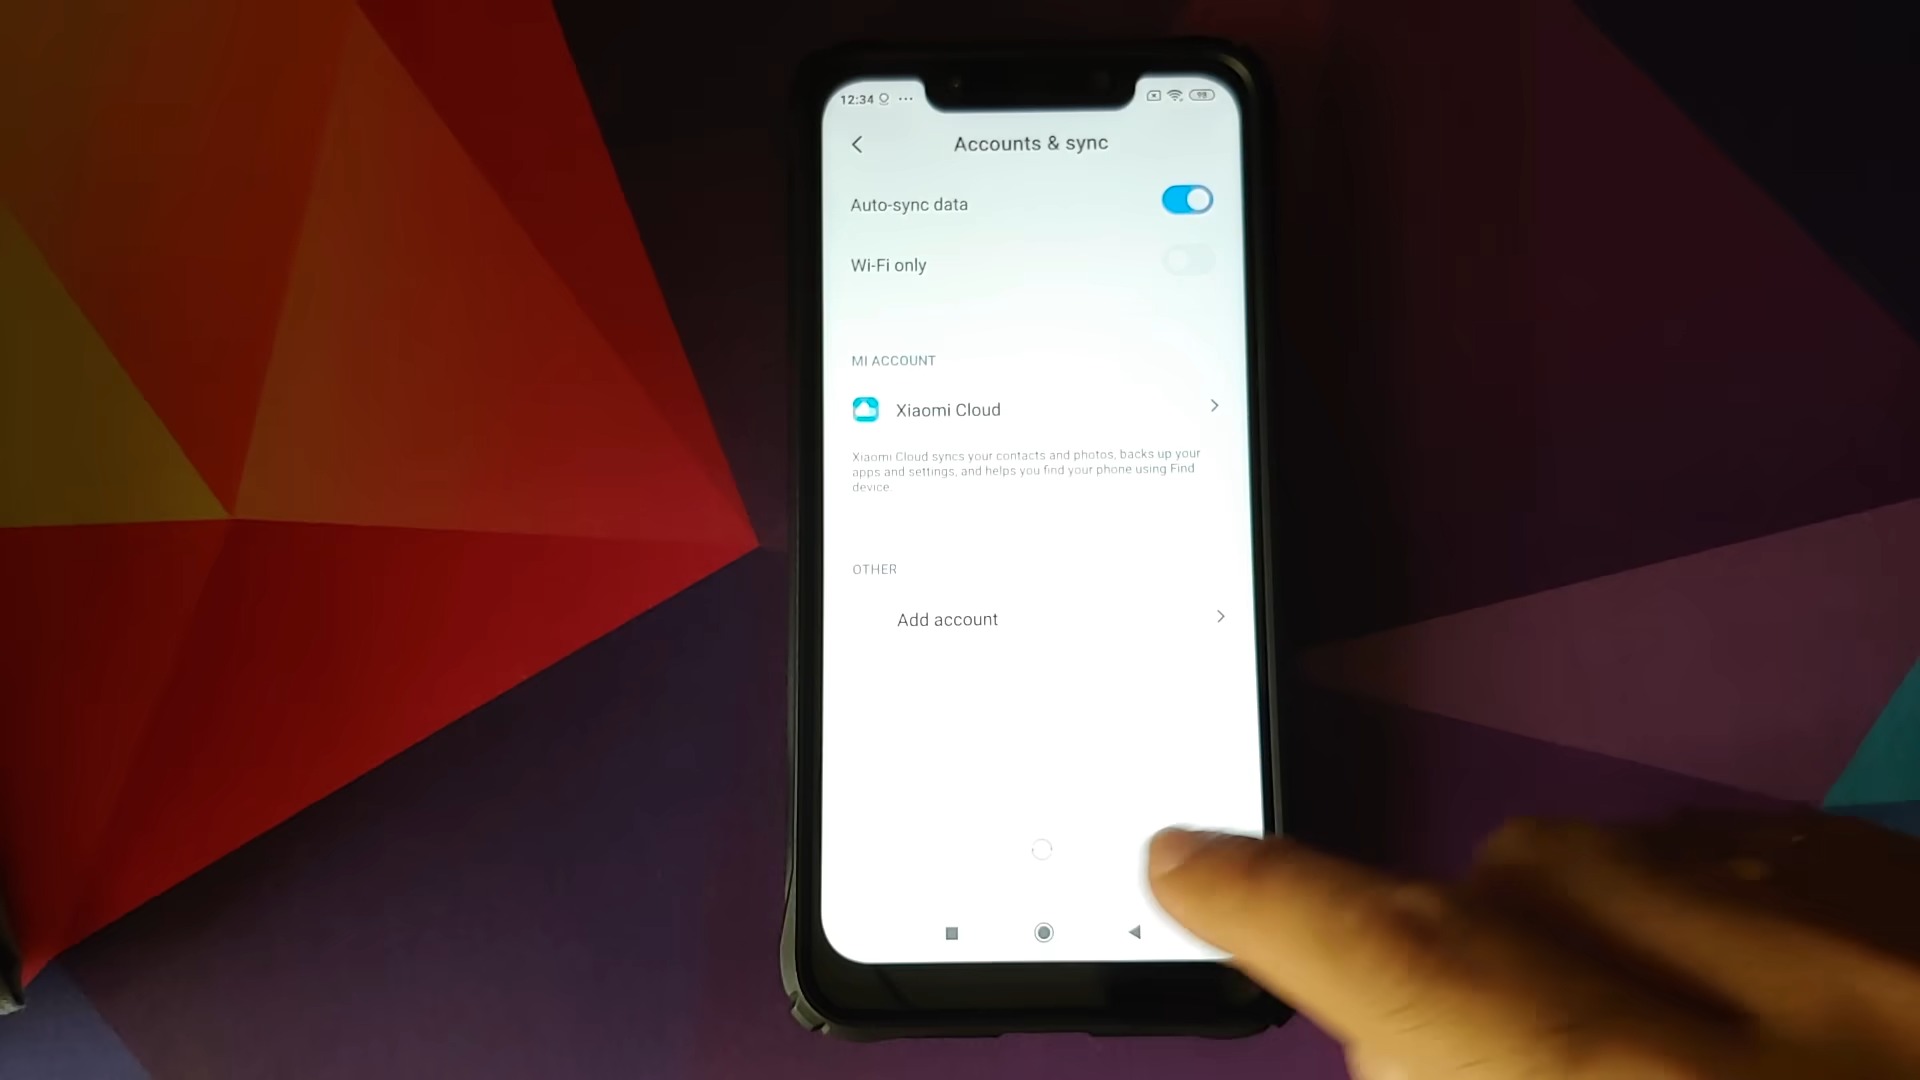 12:34
98
Accounts & sync
Auto-sync data
Wi-Fi only
MI ACCOUNT
Xiaomi Cloud
Xiaomi Cloud syncs your contacts and photos, backs up your
apps and settings, and helps you find your phone using Find
device.
OTHER
Add account